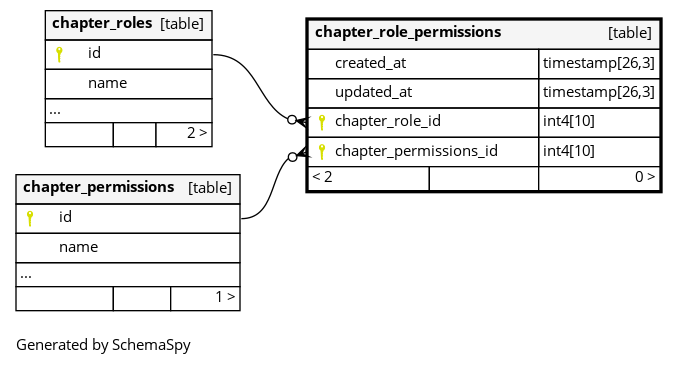 chapter_roles [table]
id
name
...
2 >
chapter_role_permissions [table]
created_at timestamp[26,3]
updated_at timestamp[26,3]
chapter_role_id int4[10]
chapter_permissions_id int4[10]
< 2 0 >
chapter_permissions [table]
id
name
...
1 >
Generated by SchemaSpy